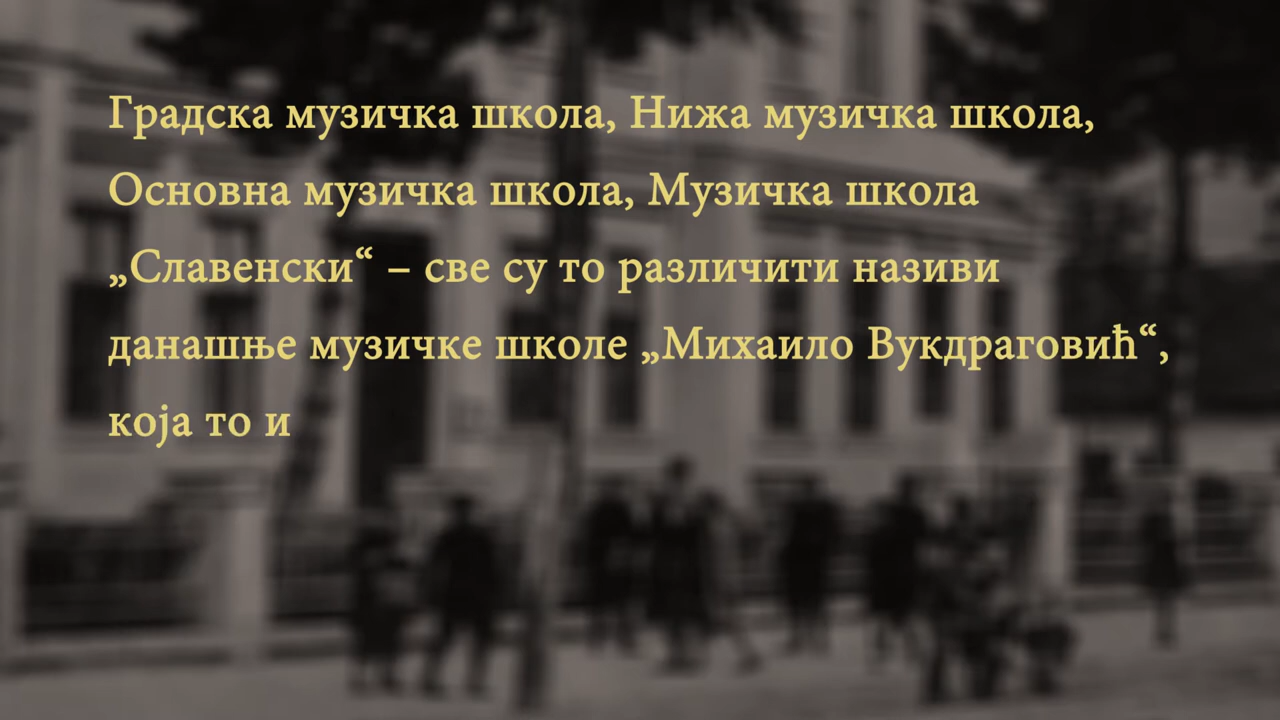 Градска музичка школа, Нижа музичка школа,
Основна музичка школа, Музичка школа
„Славенски“ – све су то различити називи
данашње музичке школе „Михаило Вукдраговић“,
која то и